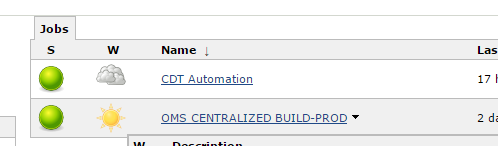 Jobs
S W Name ↓ Las
CDT Automation 17 h
OMS CENTRALIZED BUILD-PROD 2 da
W Description